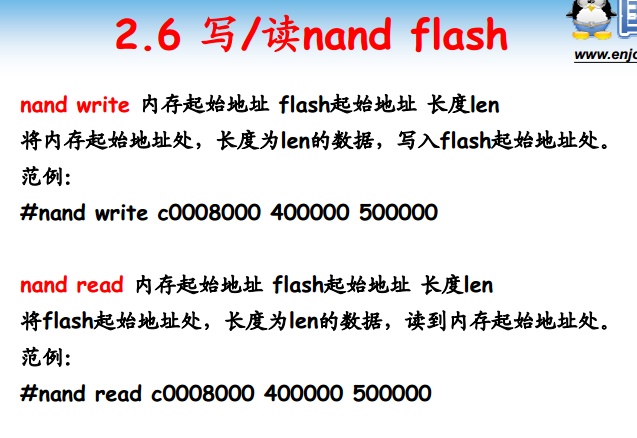 2.6 写/读nand flash
www.enjo
nand write 内存起始地址 flash起始地址 长度len
将内存起始地址处，长度为len的数据，写入flash起始地址处。
范例：
#nand write c0008000 400000 500000
nand read 内存起始地址 flash起始地址 长度len
将flash起始地址处，长度为len的数据，读到内存起始地址处。
范例：
#nand read c0008000 400000 500000